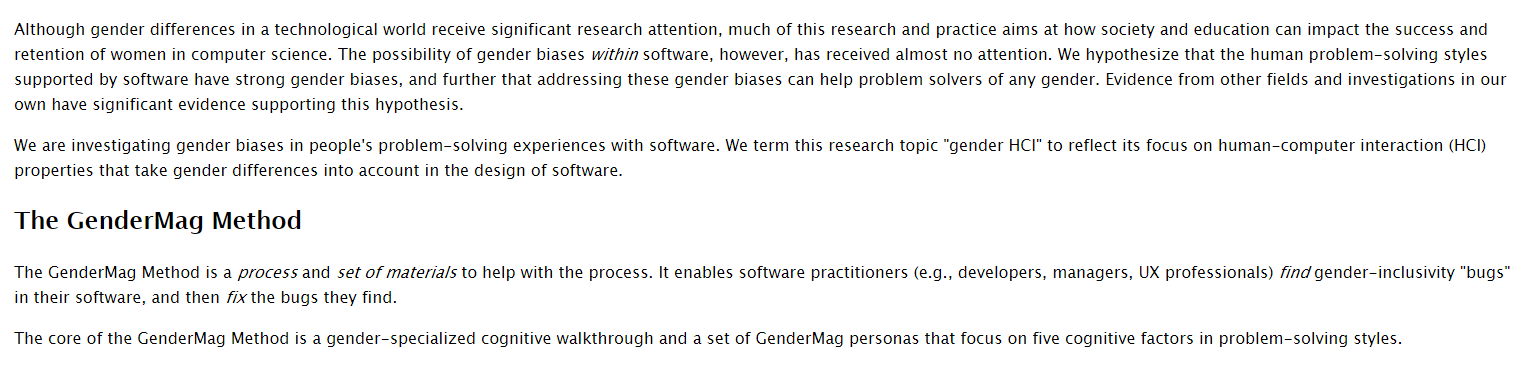 Although gender differences in a technological world receive significant research attention, much of this research and practice aims at how society and education can impact the success and
retention of women in computer science. The possibility of gender biases within software, however, has received almost no attention. We hypothesize that the human problem-solving styles
supported by software have strong gender biases, and further that addressing these gender biases can help problem solvers of any gender. Evidence from other fields and investigations in our
own have significant evidence supporting this hypothesis.
We are investigating gender biases in people's problem-solving experiences with software. We term this research topic "gender HCI" to reflect its focus on human-computer interaction (HCI)
properties that take gender differences into account in the design of software.
The GenderMag Method
The GenderMag Method is a process and set of materials to help with the process. It enables software practitioners (e.g., developers, managers, UX professionals) find gender-inclusivity "bugs"
in their software, and then fix the bugs they find.
The core of the GenderMag Method is a gender-specialized cognitive walkthrough and a set of GenderMag personas that focus on five cognitive factors in problem-solving styles.